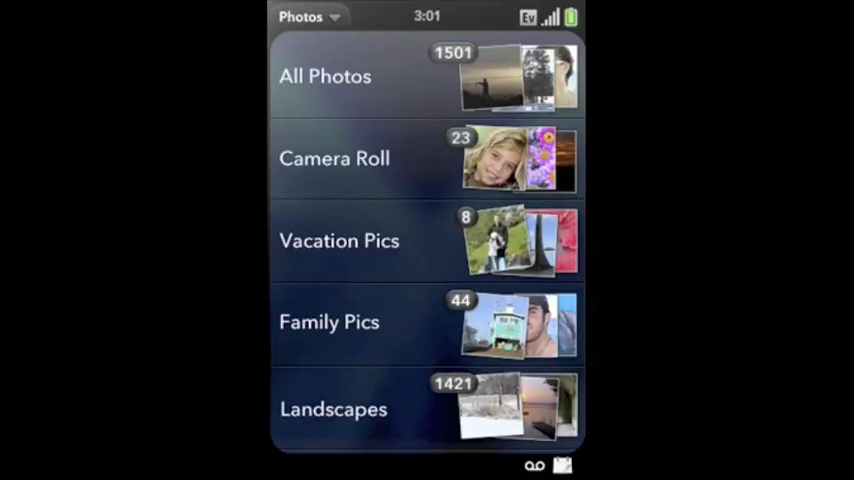 Photos 3:01 Ev
1501
All Photos
23
Camera Roll
8
Vacation Pics
44
Family Pics
1421
Landscapes